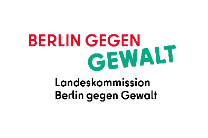 BERLIN GEGEN
GEWALT
Landeskommission
Berlin gegen Gewalt